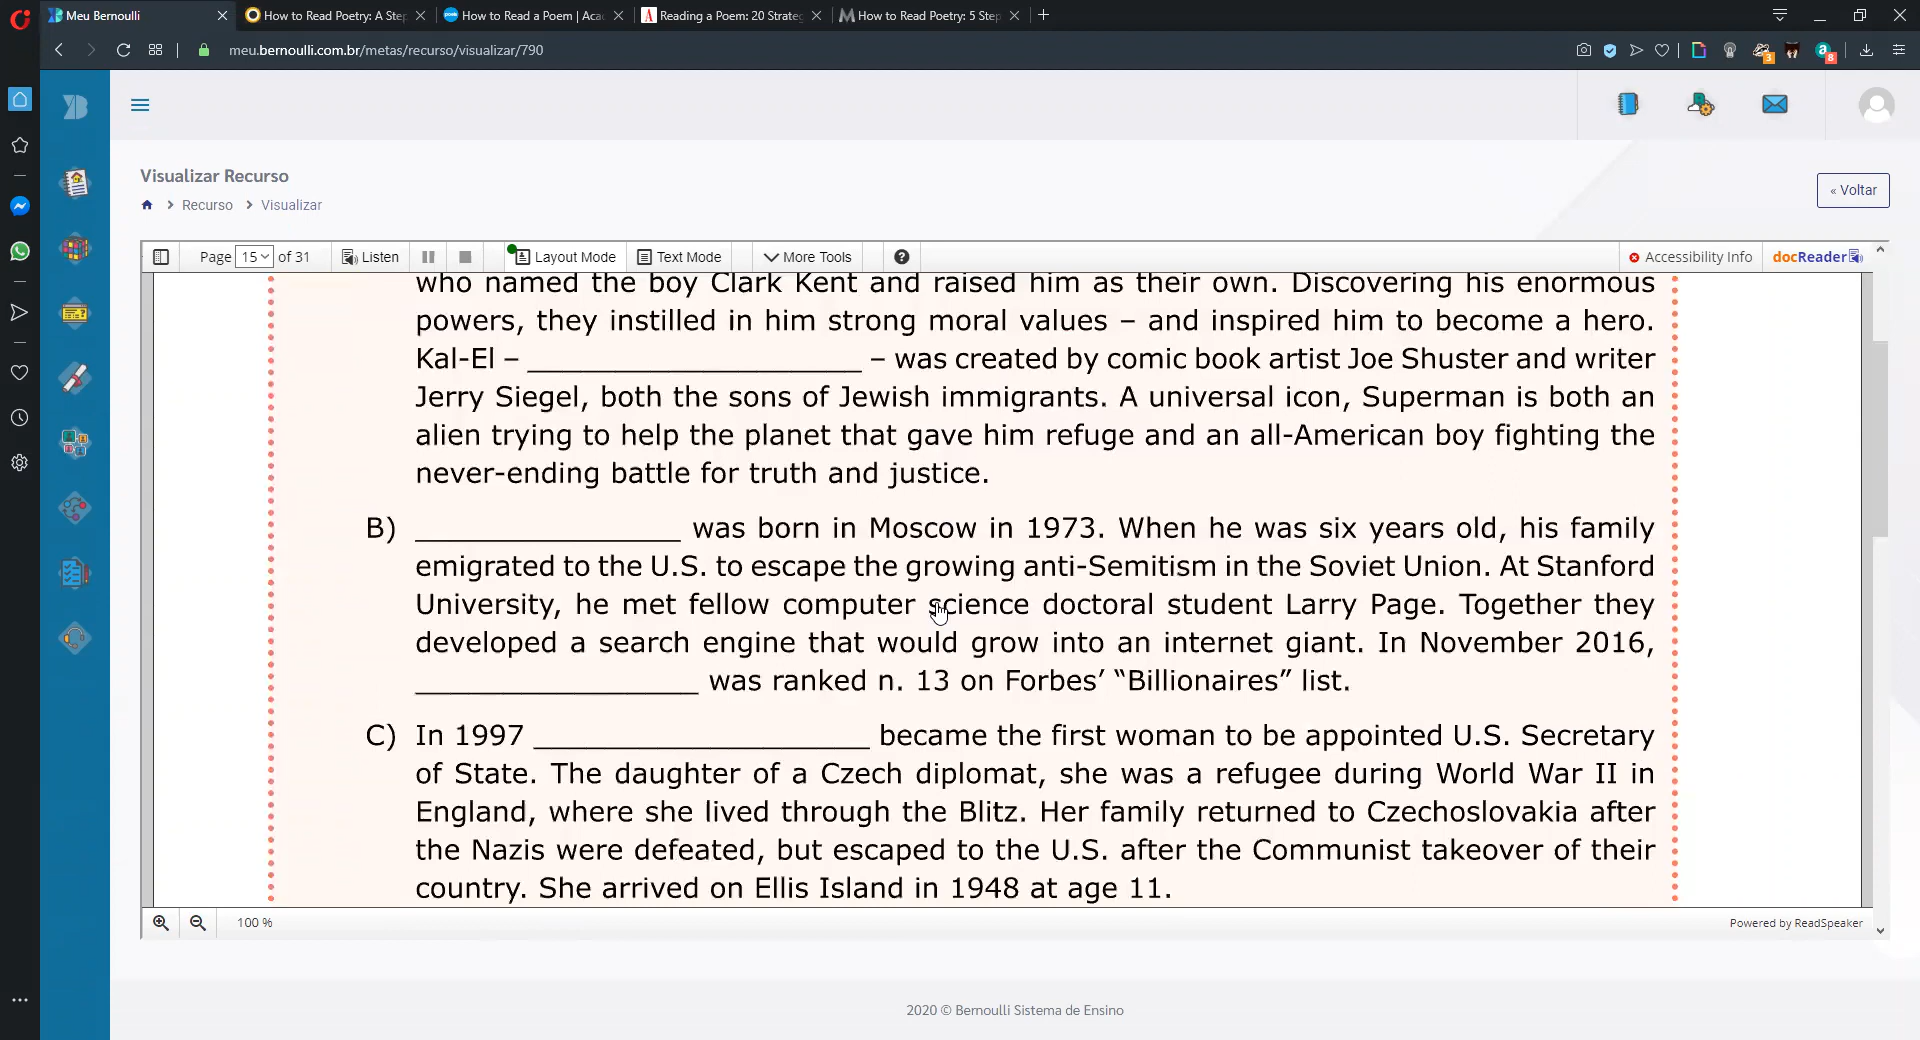 Meu Bernoulli
How to Read Poetry: A Step
How to Read a Poem | Aca
Reading a Poem: 20 Strate
How to Read Poetry: 5 Step
meu.bernoulli.com.br/metas/recurso/visualizar/790
3
8
Visualizar Recurso
Recurso
Visualizar
« Voltar
Page 15 of 31
Listen
Layout Mode
Text Mode
More Tools
Accessibility Info
docReader
who named the boy Clark Kent and raised him as their own. Discovering his enormous
powers, they instilled in him strong moral values – and inspired him to become a hero.
Kal-El – ____________________ – was created by comic book artist Joe Shuster and writer
Jerry Siegel, both the sons of Jewish immigrants. A universal icon, Superman is both an
alien trying to help the planet that gave him refuge and an all-American boy fighting the
never-ending battle for truth and justice.
B) ________________ was born in Moscow in 1973. When he was six years old, his family
emigrated to the U.S. to escape the growing anti-Semitism in the Soviet Union. At Stanford
University, he met fellow computer science doctoral student Larry Page. Together they
developed a search engine that would grow into an internet giant. In November 2016,
_________________ was ranked n. 13 on Forbes’ “Billionaires” list.
C) In 1997 ____________________ became the first woman to be appointed U.S. Secretary
of State. The daughter of a Czech diplomat, she was a refugee during World War II in
England, where she lived through the Blitz. Her family returned to Czechoslovakia after
the Nazis were defeated, but escaped to the U.S. after the Communist takeover of their
country. She arrived on Ellis Island in 1948 at age 11.
100 %
Powered by ReadSpeaker
2020 © Bernoulli Sistema de Ensino